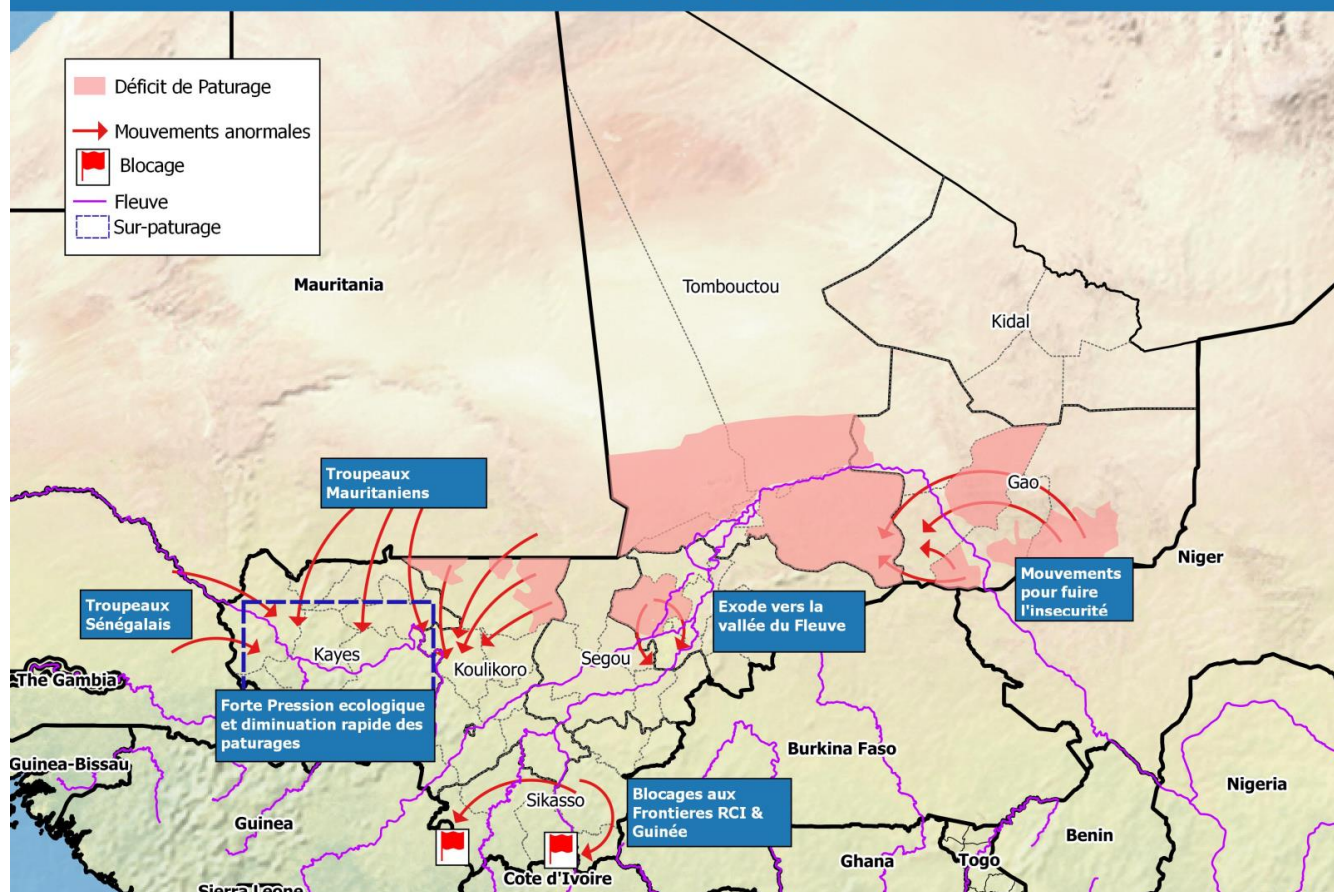 Déficit de Paturage
Mouvements anormales
Blocage
Fleuve
Sur-paturage
Mauritania
Tombouctou
Kidal
Troupeaux
Mauritaniens
Gao
Niger
Mouvements
pour fuire
l'insecurité
Troupeaux
Sénégalais
Exode vers la
vallée du Fleuve
Kayes
Koulikoro
Segou
The Gambia
Forte Pression ecologique
et diminuation rapide des
paturages
Guinea-Bissau
Burkina Faso
Nigeria
Sikasso
Blocages aux
Frontieres RCI &
Guinée
Guinea
Benin
Ghana
Togo
Cote d'Ivoire
Sierra Leone